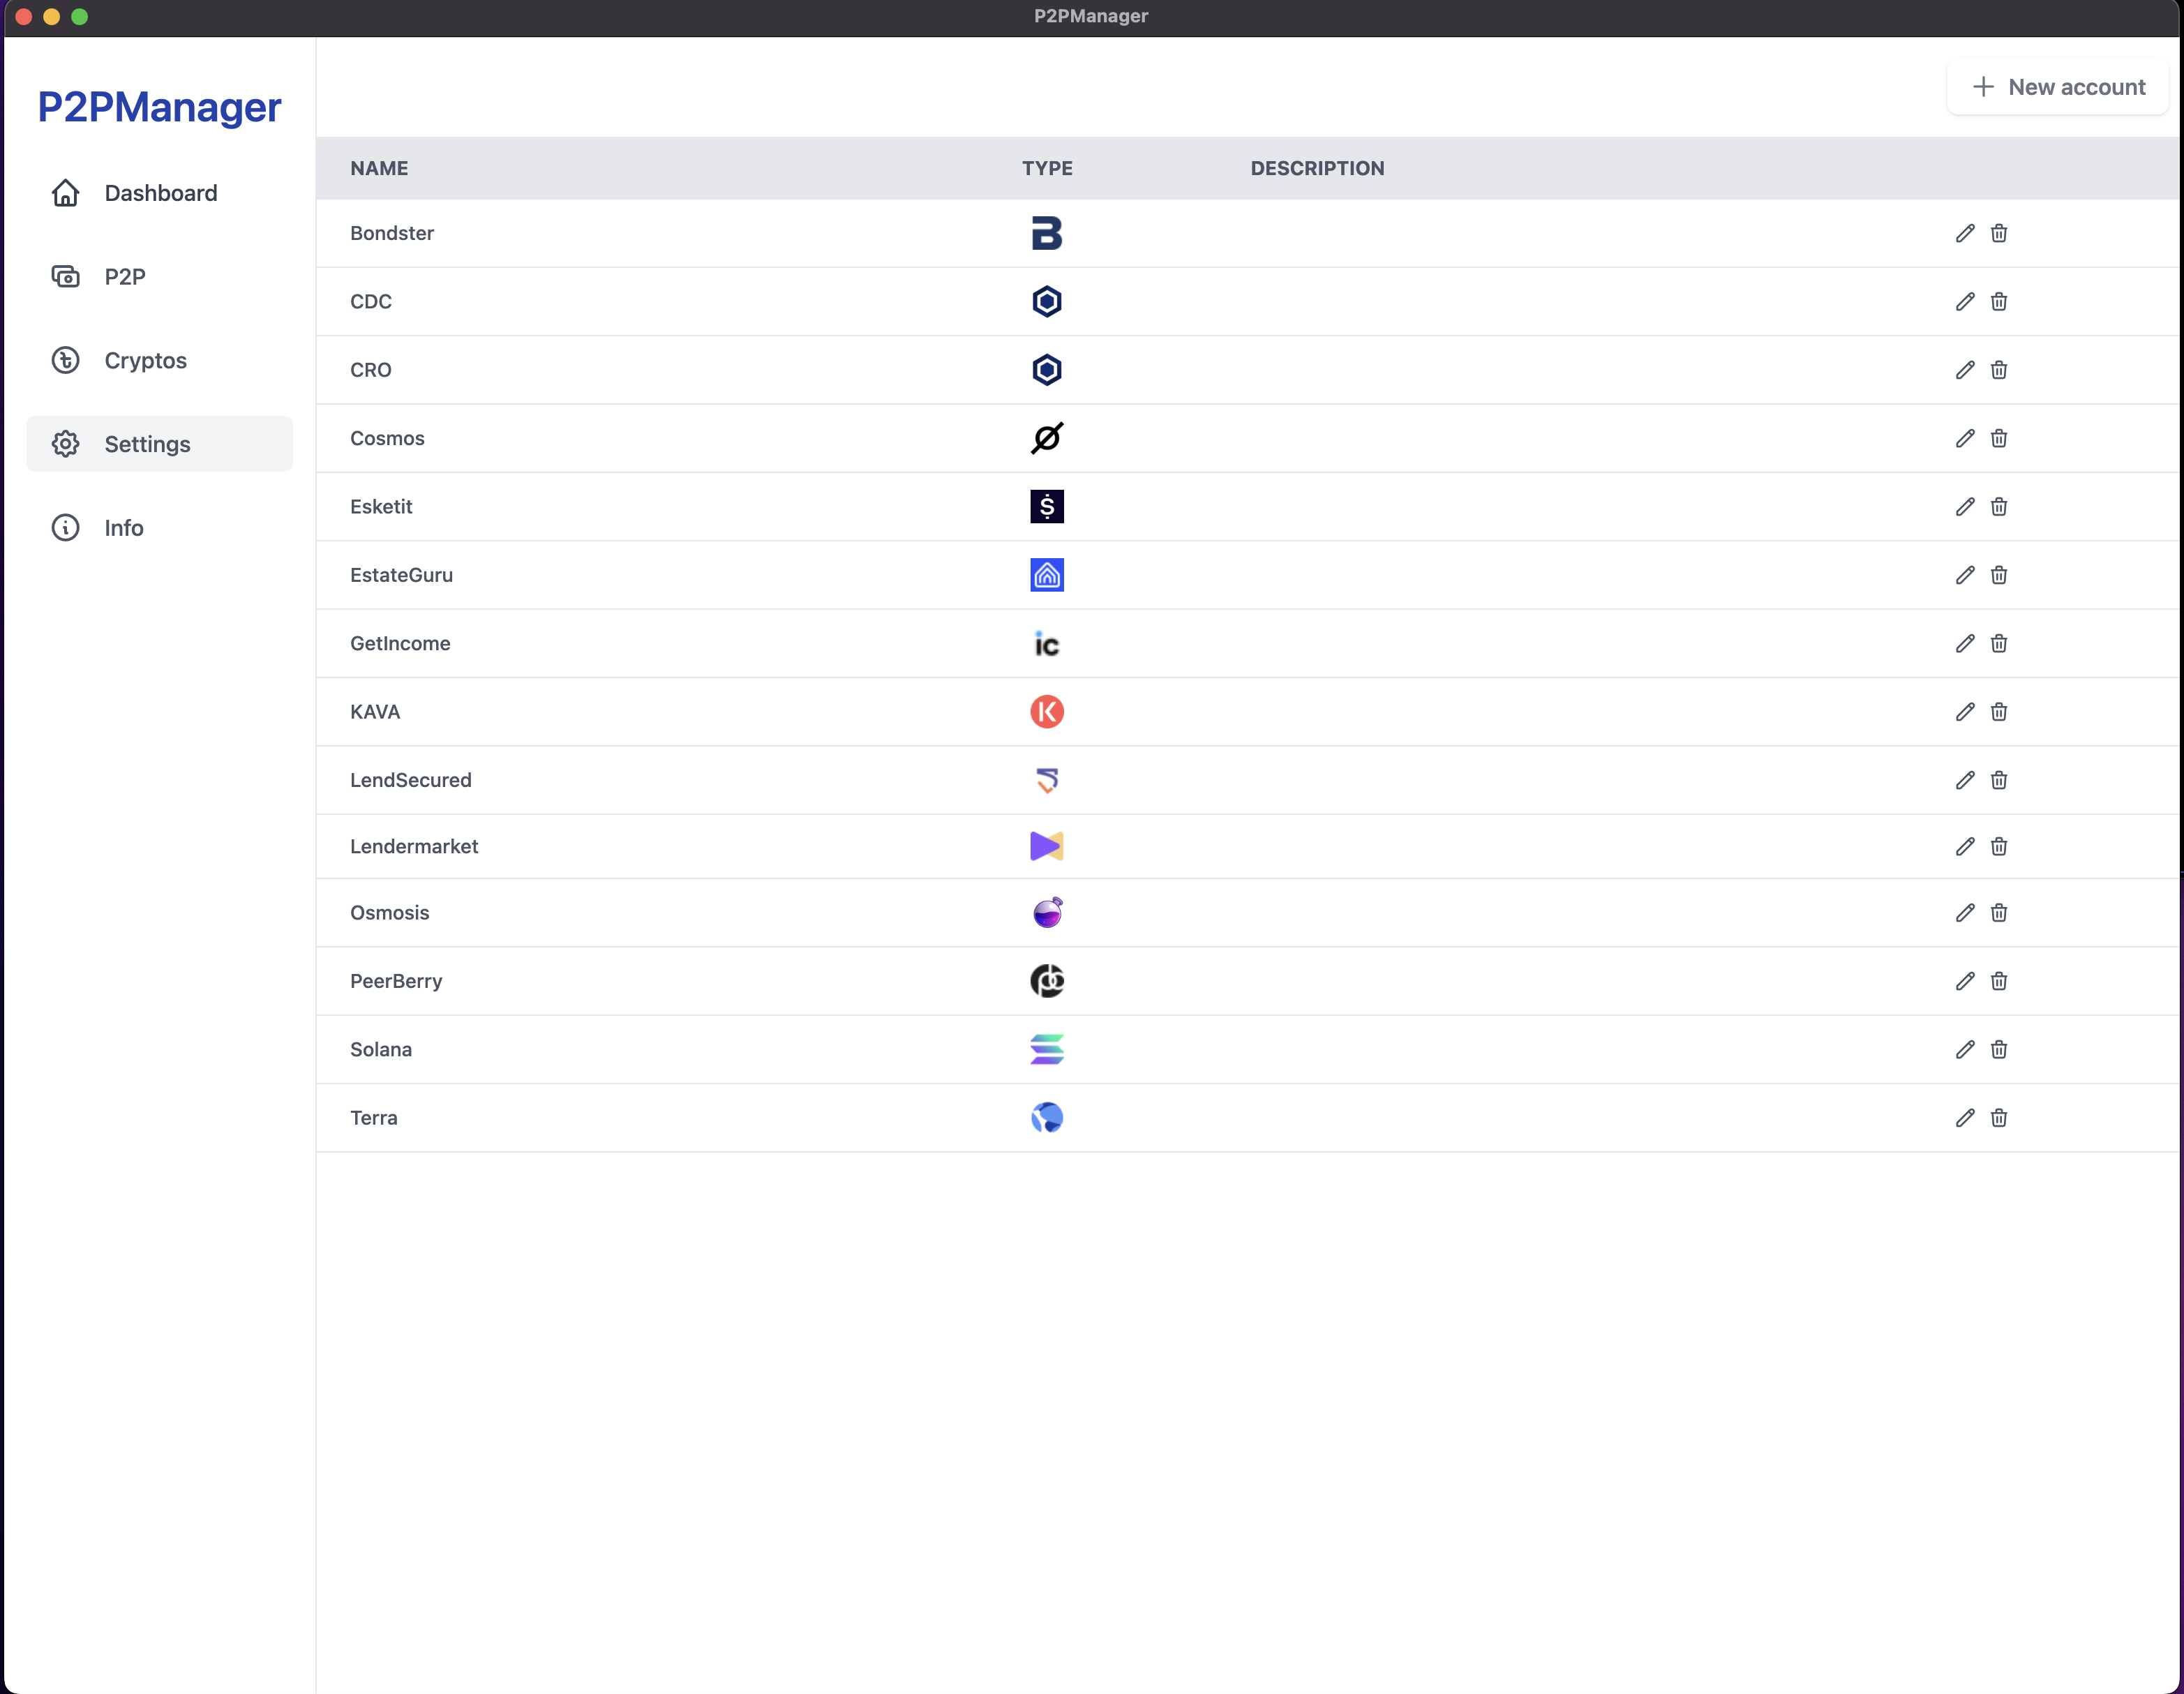 P2PManager
P2PManager
Dashboard
P2P
Cryptos
Settings
Info
New account
NAME TYPE DESCRIPTION
Bondster
CDC
CRO
Cosmos
Esketit
EstateGuru
GetIncome ic
KAVA
LendSecured
Lendermarket
Osmosis
PeerBerry
Solana
Terra